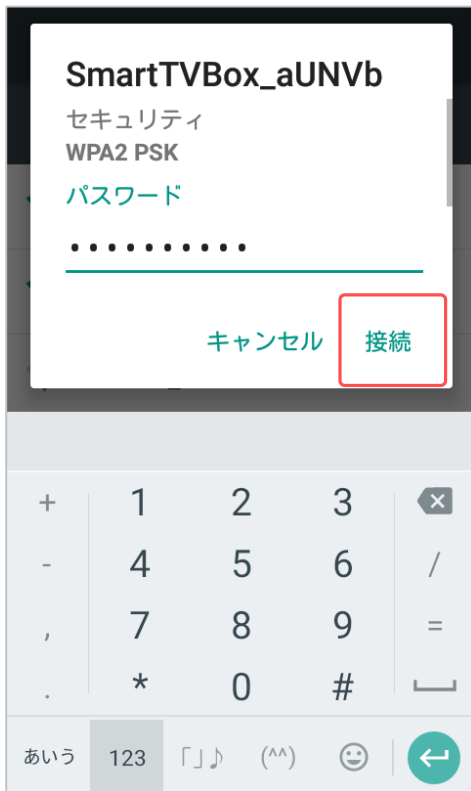 SmartTVBox_aUNVb
セキュリティ
WPA2 PSK
パスワード
••••••••••
キャンセル 接続
+ 1 2 3
- 4 5 6 /
, 7 8 9 =
. * 0 #
あいう 123 「」♪ (^^)